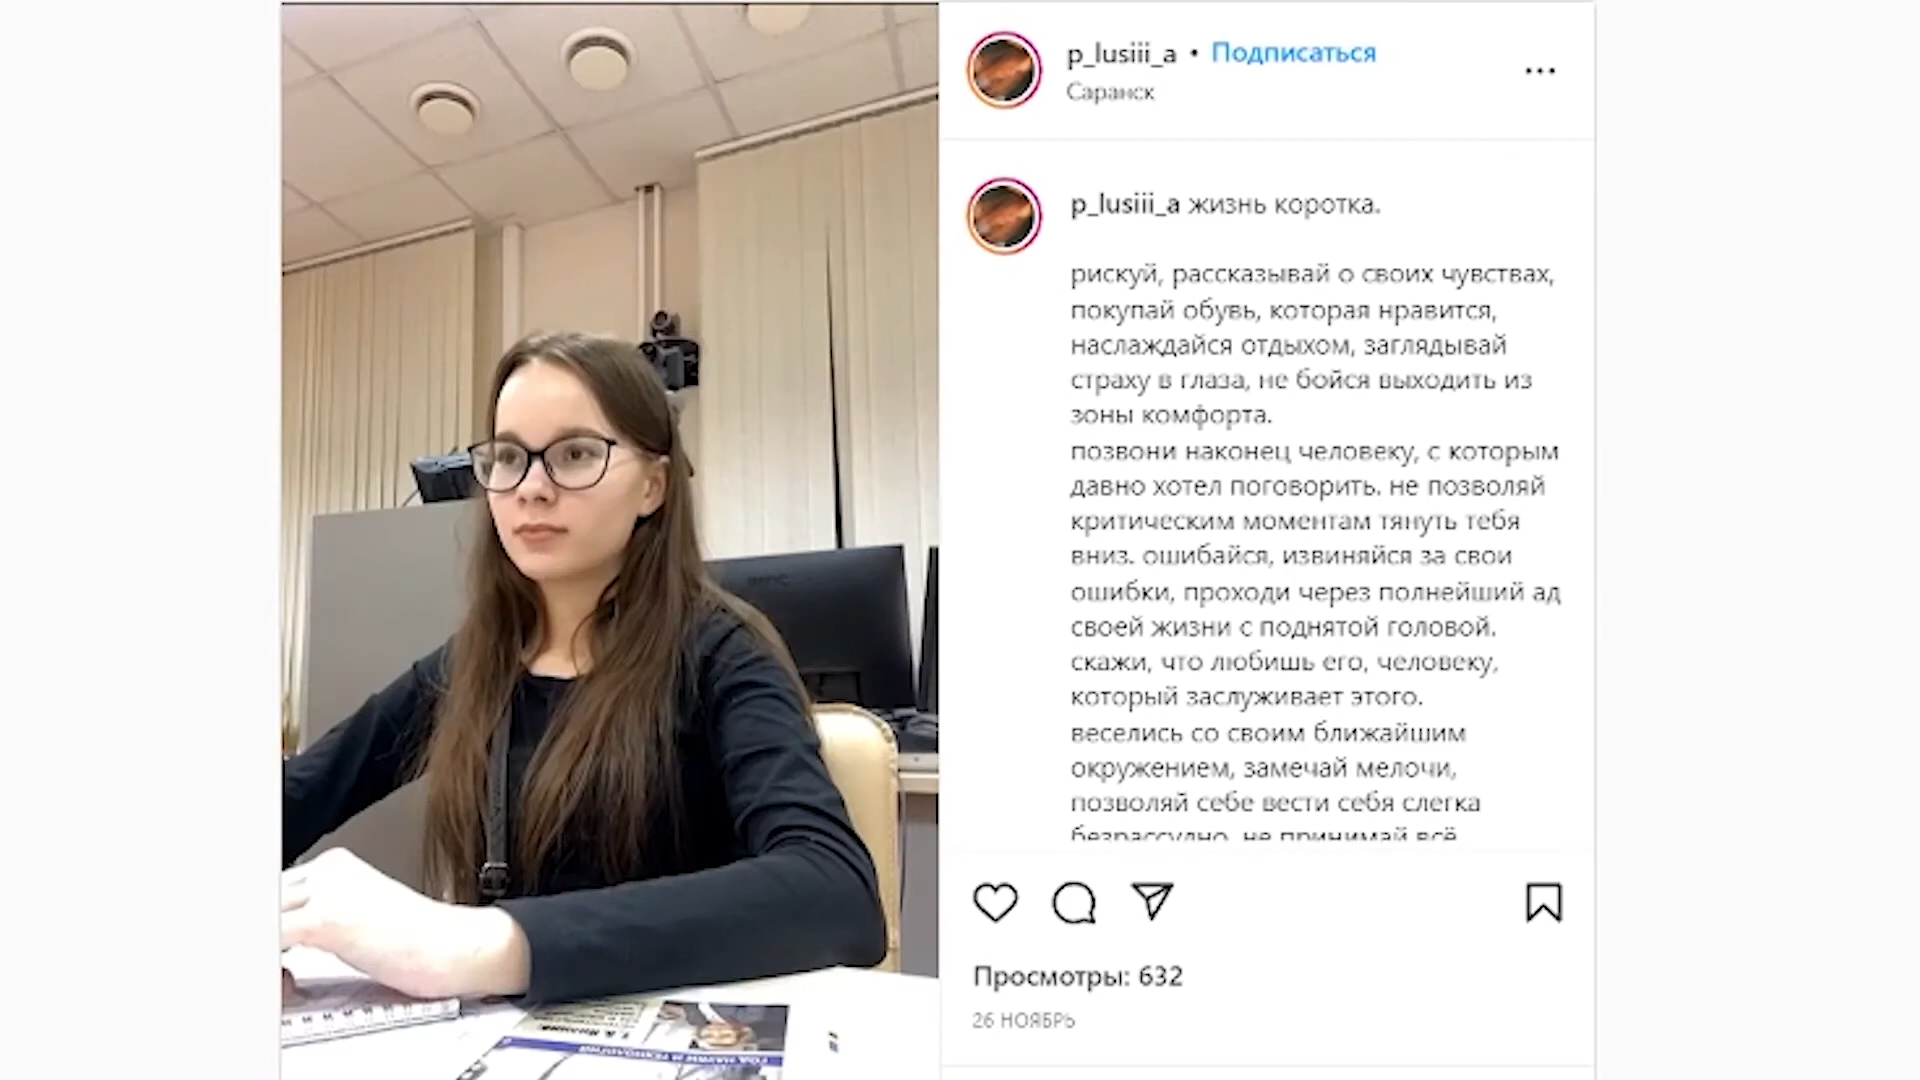 p_lusiii_a • Подписаться
Саранск
p_lusiii_a жизнь коротка.
рискуй, рассказывай о своих чувствах,
покупай обувь, которая нравится,
наслаждайся отдыхом, заглядывай
страху в глаза, не бойся выходить из
зоны комфорта.
позвони наконец человеку, с которым
давно хотел поговорить. не позволяй
критическим моментам тянуть тебя
вниз. ошибайся, извиняйся за свои
ошибки, проходи через полнейший ад
своей жизни с поднятой головой.
скажи, что любишь его, человеку,
который заслуживает этого.
веселись со своим ближайшим
окружением, замечай мелочи,
позволяй себе вести себя слегка
безрассудно, не принимай всё
Просмотры: 632
26 НОЯБРЬ